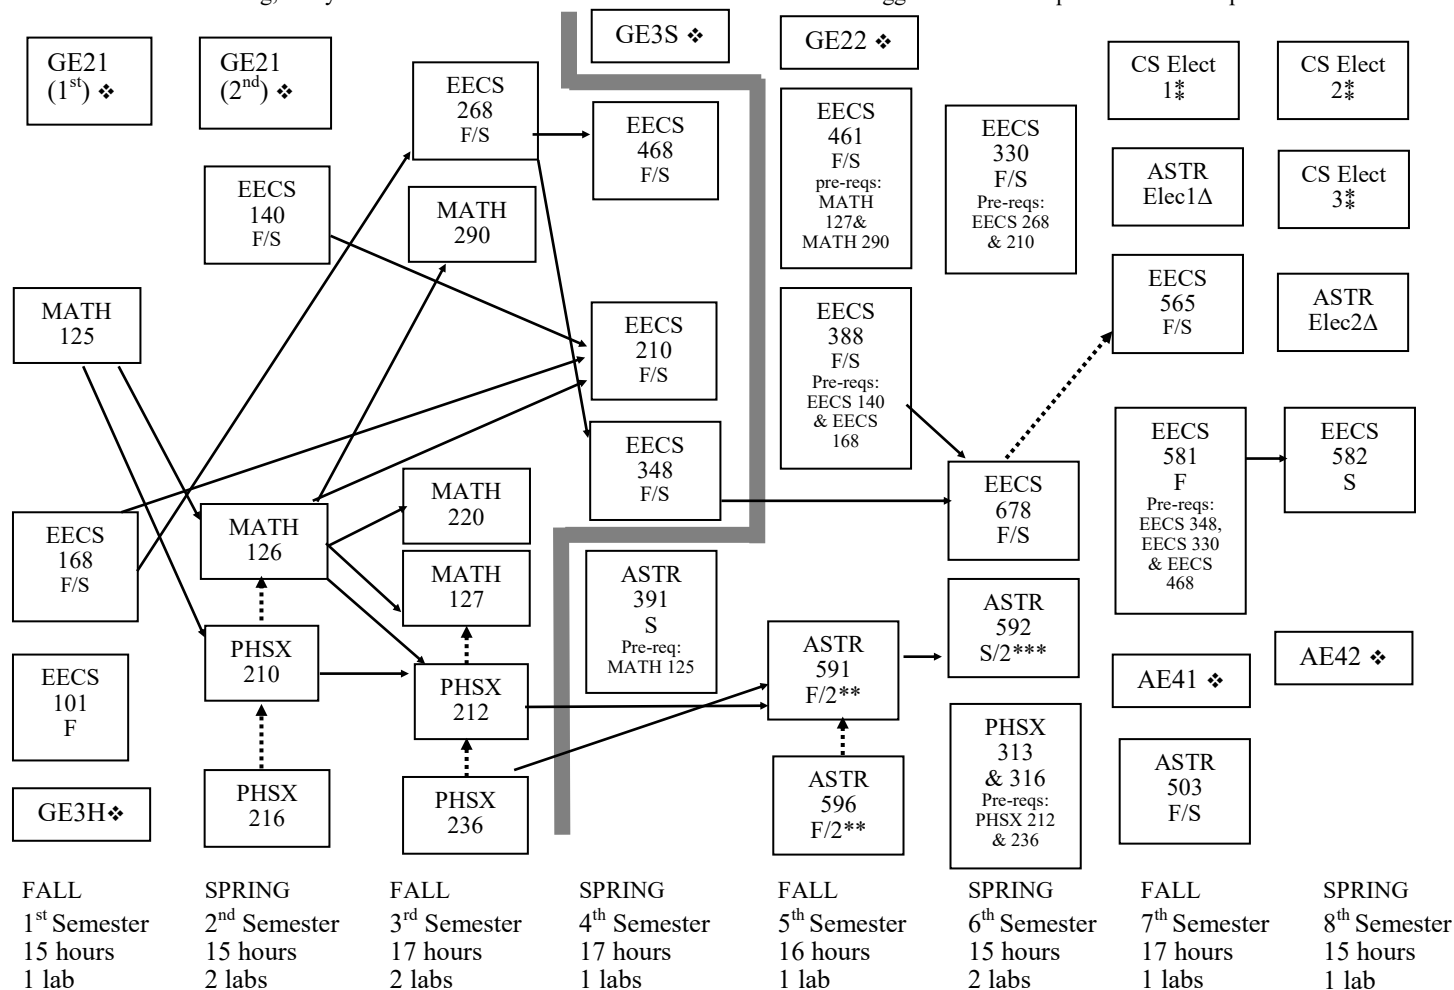 GE21
(1st) ❖
GE21
(2nd) ❖
EECS
268
F/S
GE3S ❖
GE22 ❖
CS Elect
1⁑
CS Elect
2⁑
EECS
140
F/S
MATH
290
EECS
468
F/S
EECS
461
F/S
pre-reqs:
MATH
127&
MATH 290
EECS
330
F/S
Pre-reqs:
EECS 268
& 210
ASTR
Elec1Δ
CS Elect
3⁑
MATH
125
EECS
210
F/S
EECS
388
F/S
Pre-reqs:
EECS 140
& EECS
168
EECS
565
F/S
ASTR
Elec2Δ
EECS
168
F/S
MATH
126
MATH
220
EECS
348
F/S
EECS
678
F/S
EECS
581
F
Pre-reqs:
EECS 348,
EECS 330
& EECS
468
EECS
582
S
MATH
127
ASTR
391
S
Pre-req:
MATH 125
ASTR
592
S/2***
EECS
101
F
PHSX
210
PHSX
212
ASTR
591
F/2**
AE41 ❖
AE42 ❖
GE3H❖
PHSX
216
PHSX
236
ASTR
596
F/2**
PHSX
313
& 316
Pre-reqs:
PHSX 212
& 236
ASTR
503
F/S
FALL
1st Semester
15 hours
1 lab
SPRING
2nd Semester
15 hours
2 labs
FALL
3rd Semester
17 hours
2 labs
SPRING
4th Semester
17 hours
1 labs
FALL
5th Semester
16 hours
1 lab
SPRING
6th Semester
15 hours
2 labs
FALL
7th Semester
17 hours
1 labs
SPRING
8th Semester
15 hours
1 lab